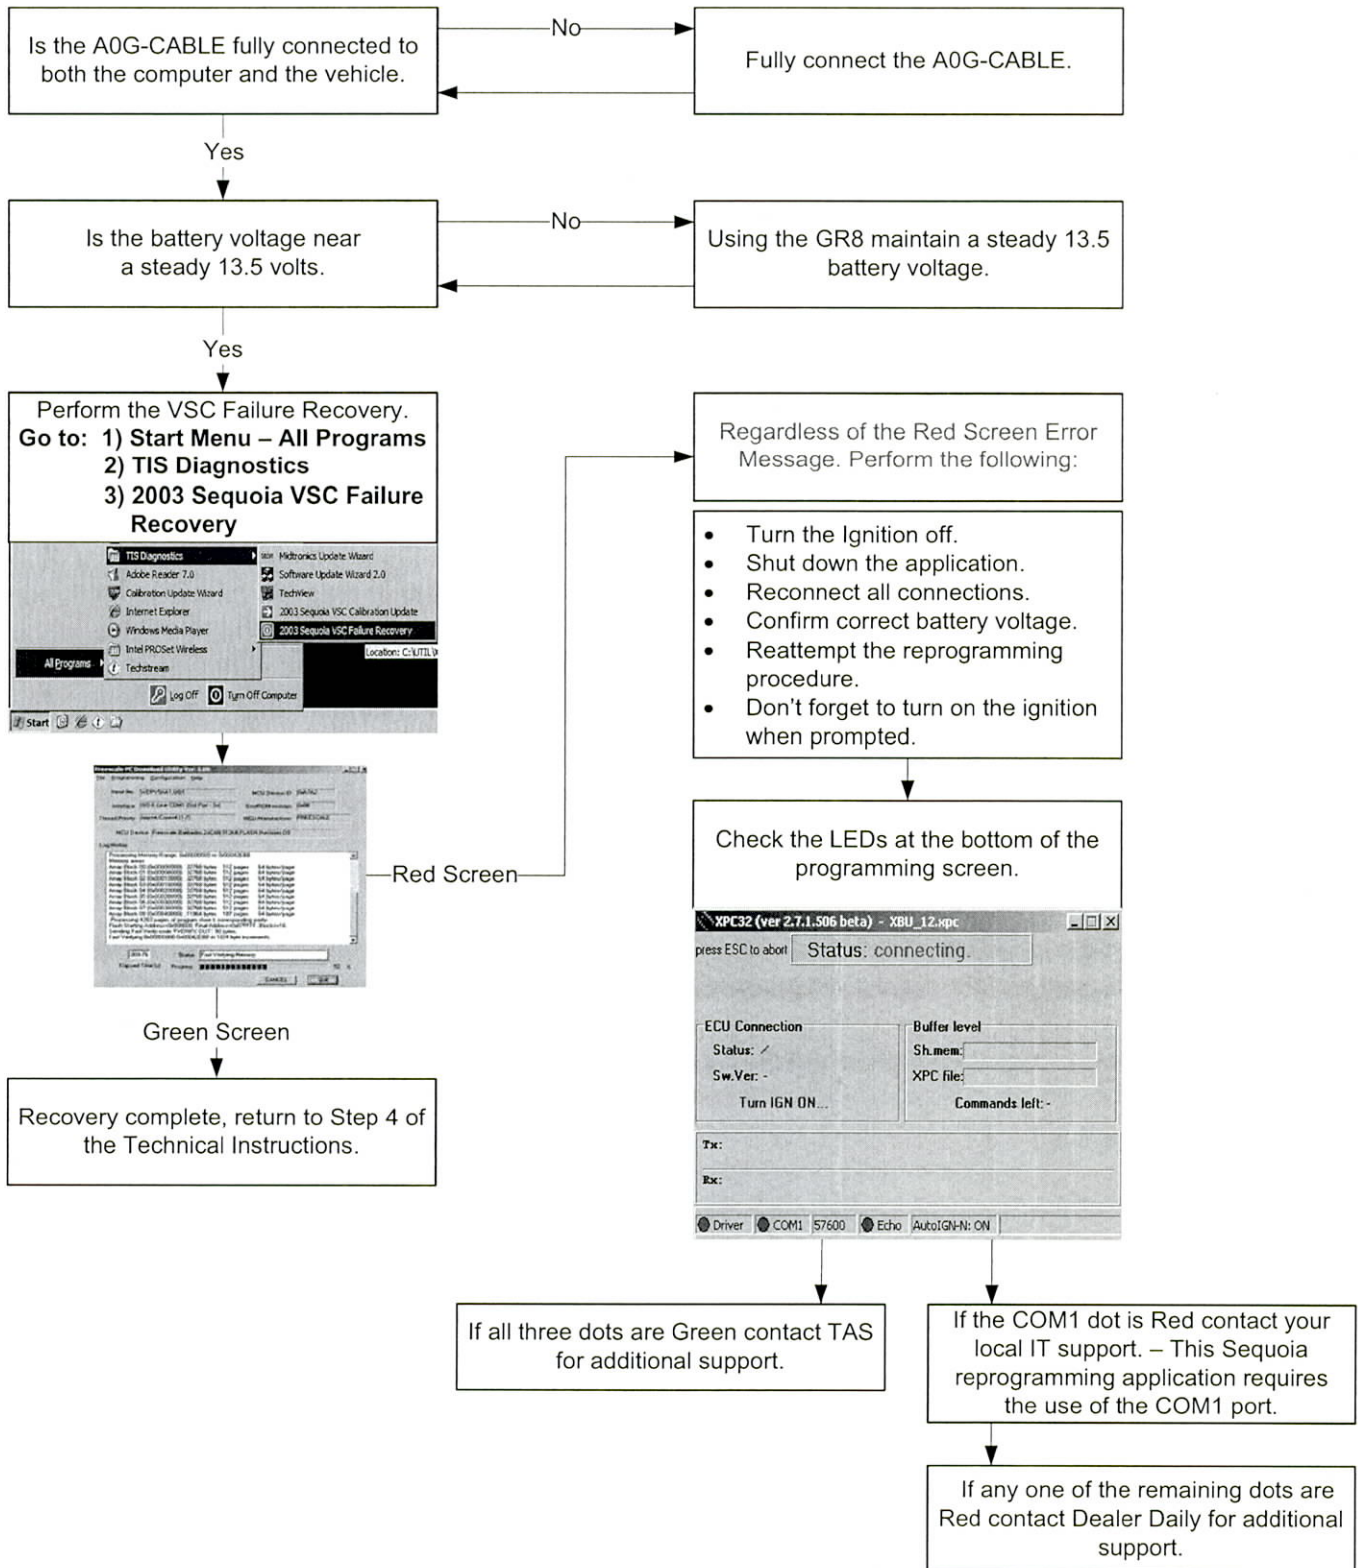 Is the A0G-CABLE fully connected to
both the computer and the vehicle.
No
Fully connect the A0G-CABLE.
Yes
Is the battery voltage near
a steady 13.5 volts.
No
Using the GR8 maintain a steady 13.5
battery voltage.
Yes
Perform the VSC Failure Recovery.
Go to: 1) Start Menu – All Programs
2) TIS Diagnostics
3) 2003 Sequoia VSC Failure
Recovery
TIS Diagnostics
Adobe Reader 7.0
Calibration Update Wizard
Internet Explorer
Windows Media Player
Intel PROSet Wireless
Techstream
Midtronics Update Wizard
Software Update Wizard 2.0
TechView
2003 Sequoia VSC Calibration Update
2003 Sequoia VSC Failure Recovery
Location: C:\UTIL\
All Programs
Log Off
Turn Off Computer
Start
Programming Configuration Help
Status
Fast Verifying Memory
Elapsed Time(s)
Progress
CANCEL
Red Screen
Green Screen
Recovery complete, return to Step 4 of
the Technical Instructions.
Regardless of the Red Screen Error
Message. Perform the following:
• Turn the Ignition off.
• Shut down the application.
• Reconnect all connections.
• Confirm correct battery voltage.
• Reattempt the reprogramming
procedure.
• Don't forget to turn on the ignition
when prompted.
Check the LEDs at the bottom of the
programming screen.
XPC32 (ver 2.7.1.506 beta) - XBU_12.xpc
press ESC to abort
Status: connecting.
ECU Connection
Status: /
Sw.Ver: -
Turn IGN ON...
Buffer level
Sh.mem:
XPC file:
Commands left: -
Tx:
Rx:
Driver COM1 57600 Echo AutoIGN-N: ON
If all three dots are Green contact TAS
for additional support.
If the COM1 dot is Red contact your
local IT support. – This Sequoia
reprogramming application requires
the use of the COM1 port.
If any one of the remaining dots are
Red contact Dealer Daily for additional
support.